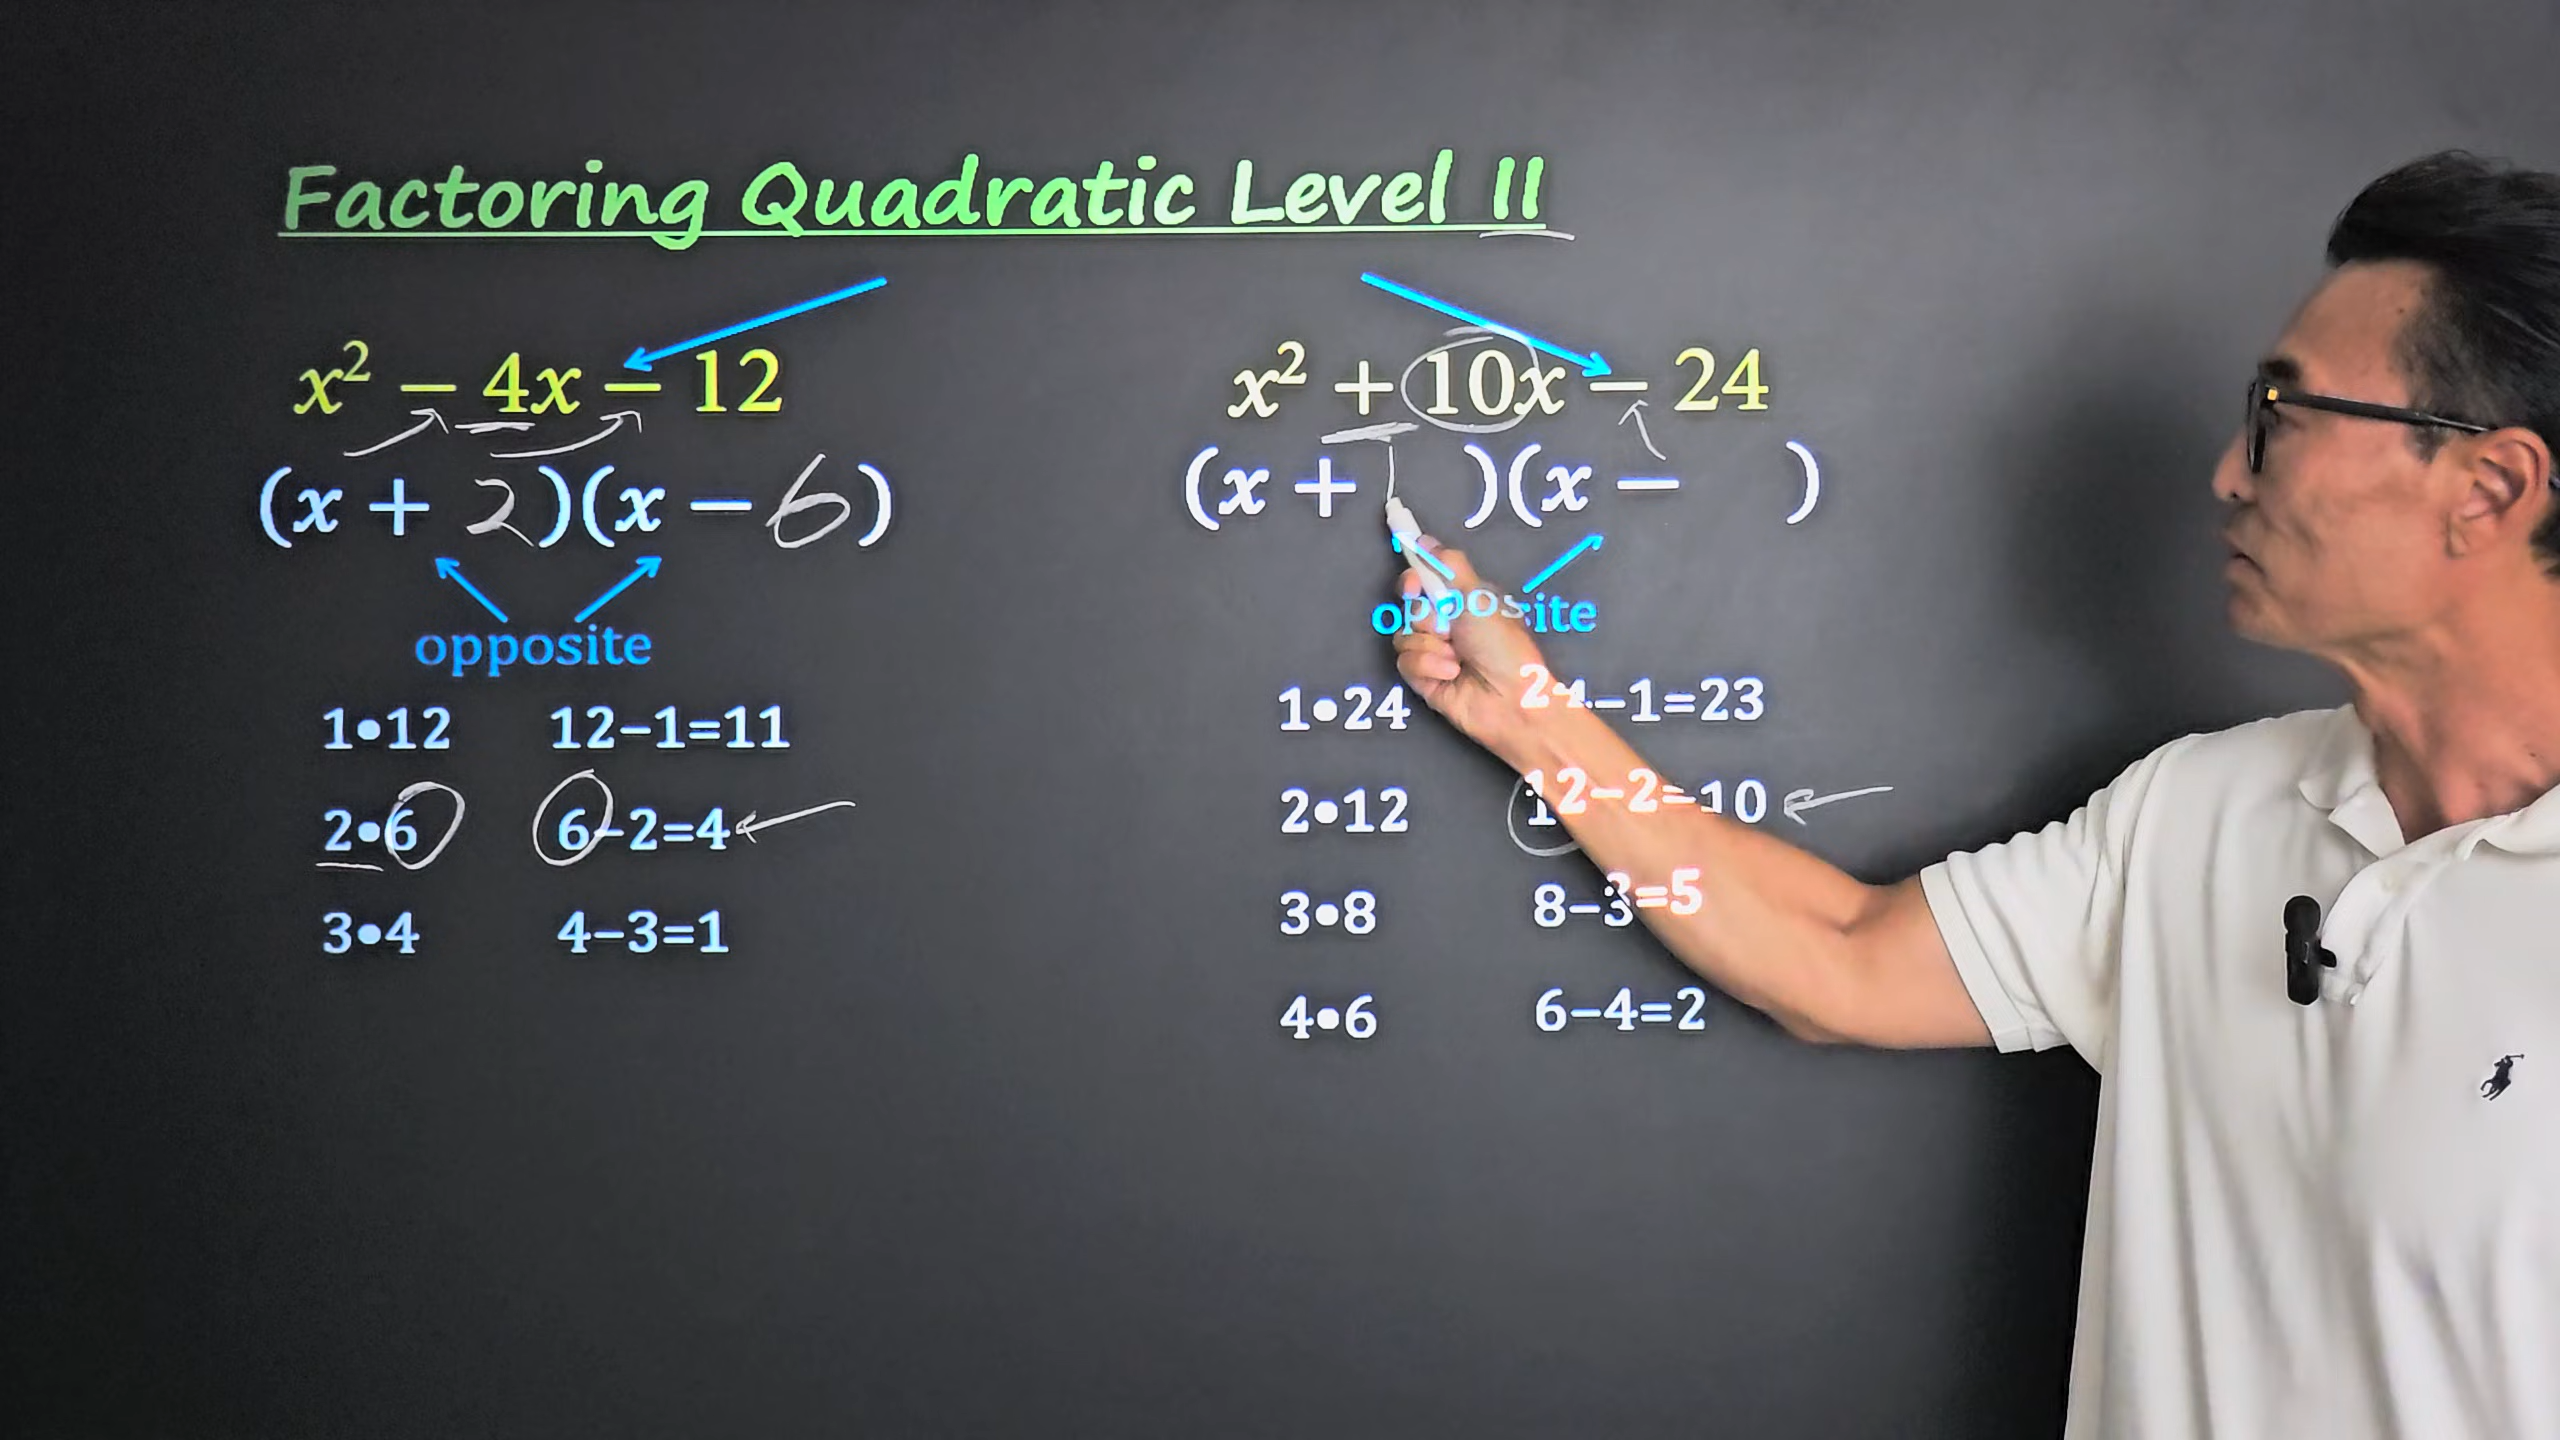 Factoring Quadratic Level II
x² − 4x − 12
(x + 2)(x − 6)
opposite
1•12 12−1=11
2•6 6−2=4
3•4 4−3=1
x² + 10x − 24
(x + 1 )(x − )
opposite
1•24 24−1=23
2•12 12−2=10
3•8 8−3=5
4•6 6−4=2